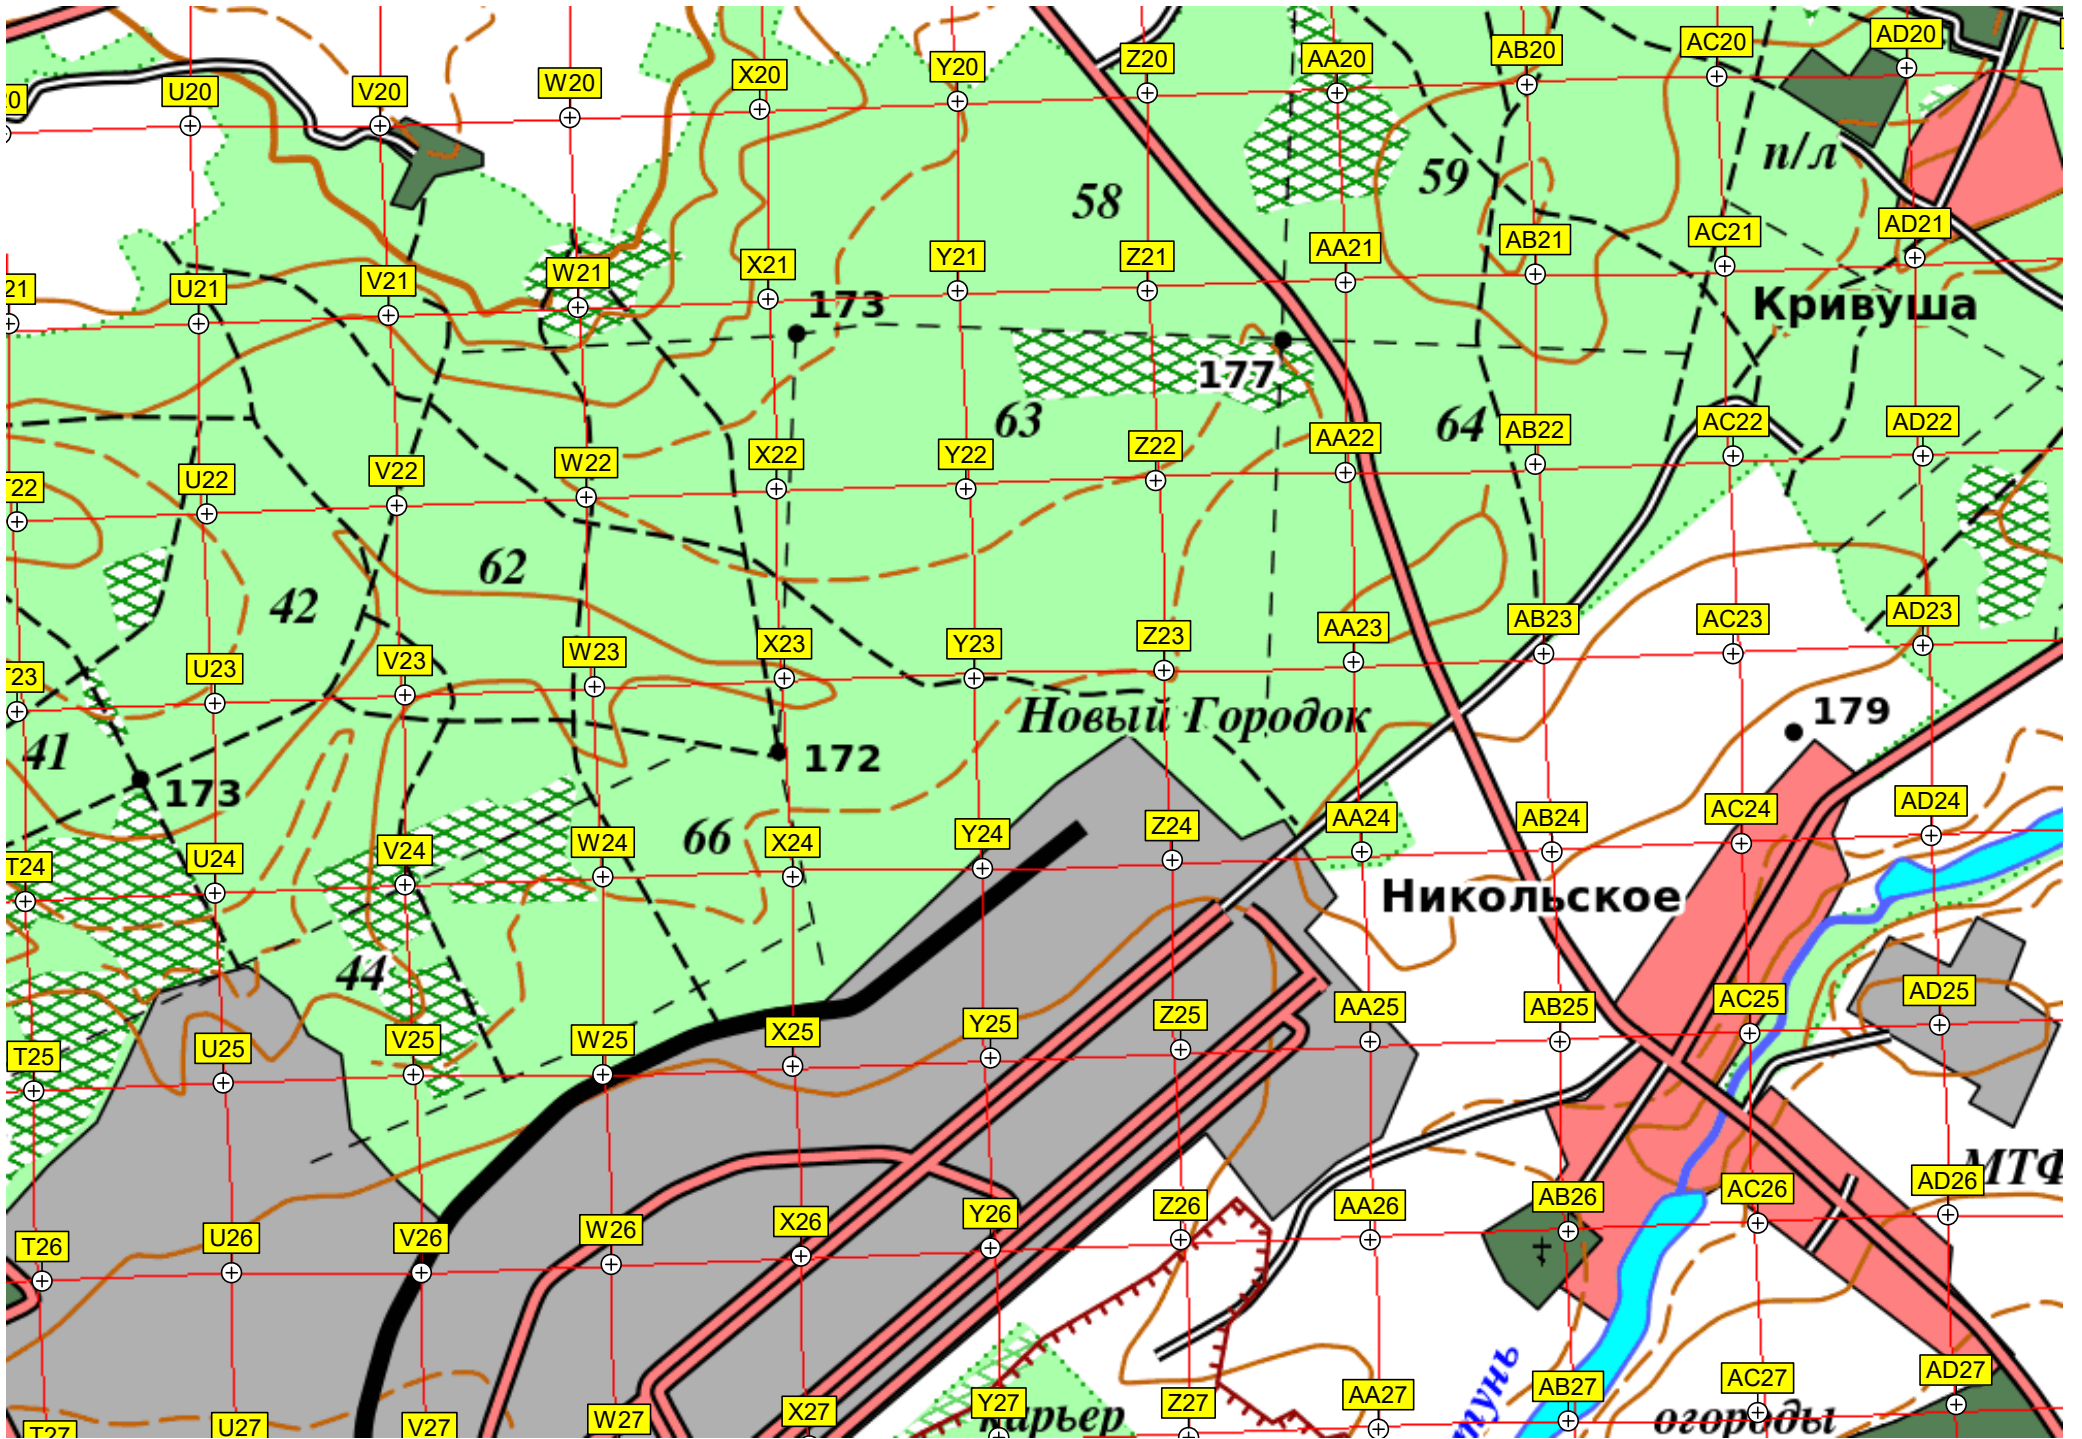 20 U20 V20 W20 X20 Y20 Z20 AA20 AB20 AC20 AD20
п/л
58 59
21 U21 V21 W21 X21 Y21 Z21 AA21 AB21 AC21 AD21
173 Кривуша
177
63 64
T22 U22 V22 W22 X22 Y22 Z22 AA22 AB22 AC22 AD22
62
42
T23 U23 V23 W23 X23 Y23 Z23 AA23 AB23 AC23 AD23
Новый Городок 179
41 172
173
66
T24 U24 V24 W24 X24 Y24 Z24 AA24 AB24 AC24 AD24
Никольское
44
T25 U25 V25 W25 X25 Y25 Z25 AA25 AB25 AC25 AD25
МТФ
T26 U26 V26 W26 X26 Y26 Z26 AA26 AB26 AC26 AD26
T27 U27 V27 W27 X27 Y27 Z27 AA27 AB27 AC27 AD27
тунь
карьер огороды